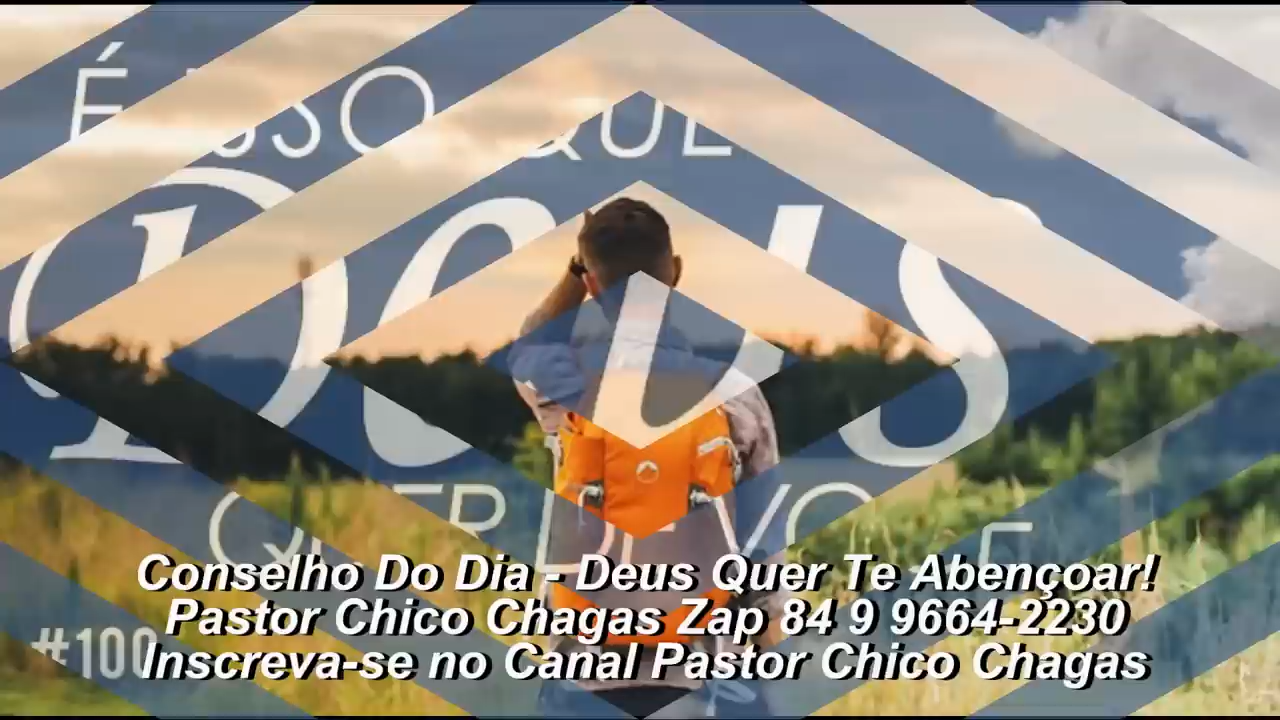 É ISSO QUE
Deus
QUER DE VOCÊ
Conselho Do Dia - Deus Quer Te Abençoar!
Pastor Chico Chagas Zap 84 9 9664-2230
#100
Inscreva-se no Canal Pastor Chico Chagas